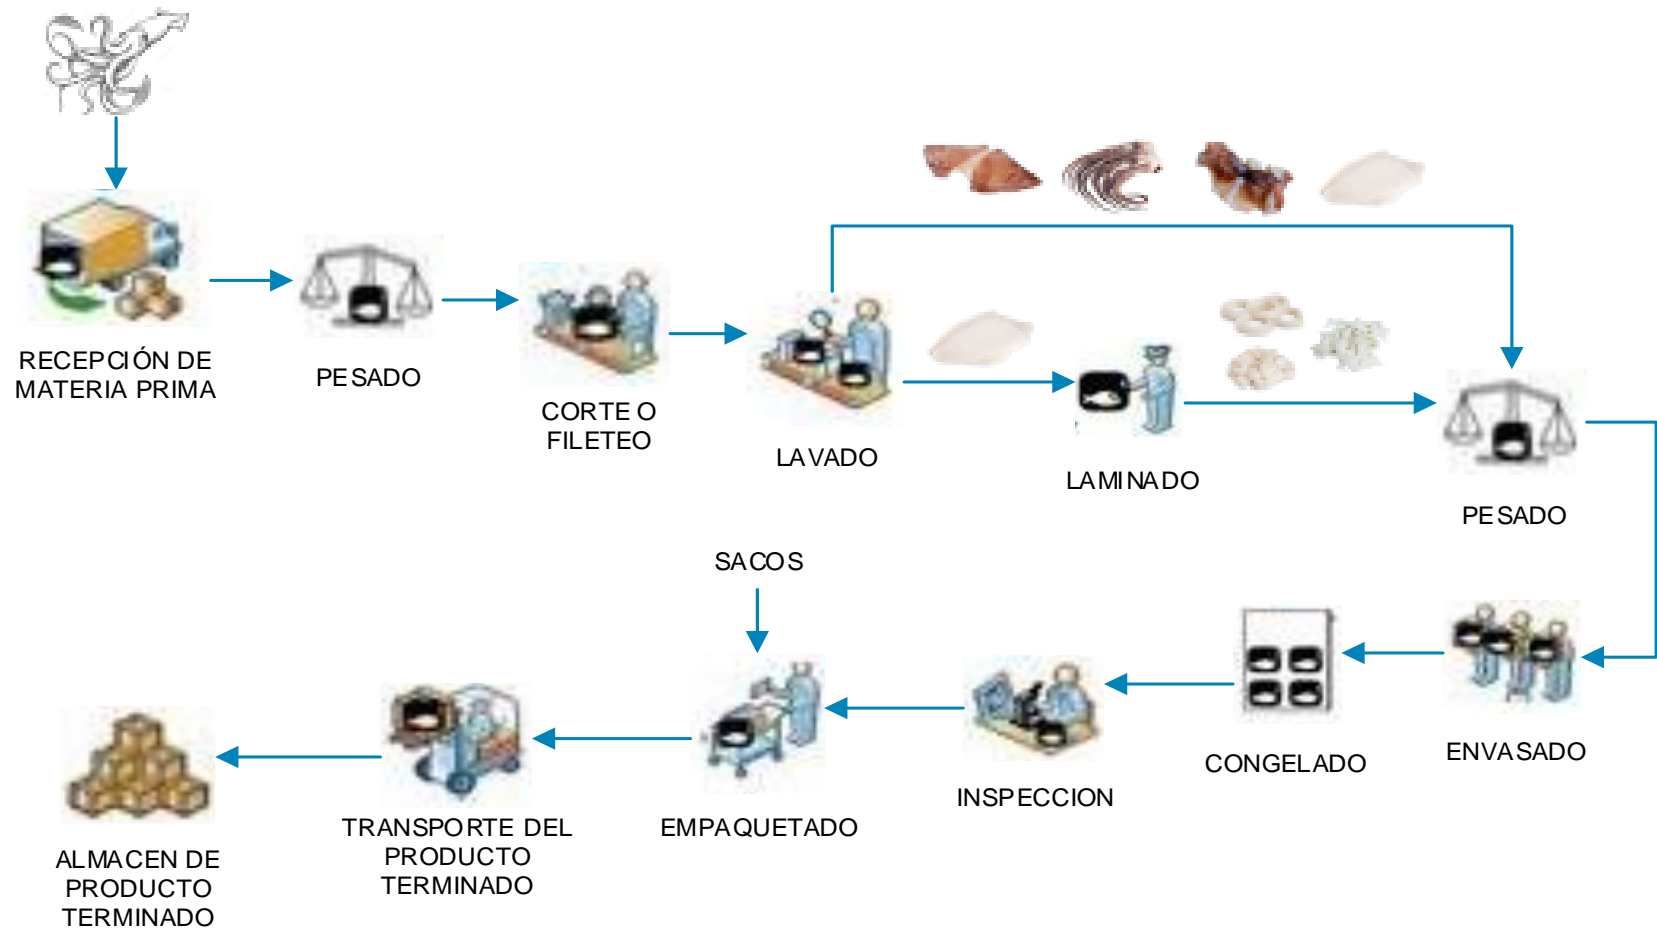 RECEPCIÓN DE
MATERIA PRIMA
PESADO
CORTE O
FILETEO
LAVADO
LAMINADO
PESADO
SACOS
ENVASADO
CONGELADO
INSPECCION
EMPAQUETADO
TRANSPORTE DEL
PRODUCTO
TERMINADO
ALMACEN DE
PRODUCTO
TERMINADO